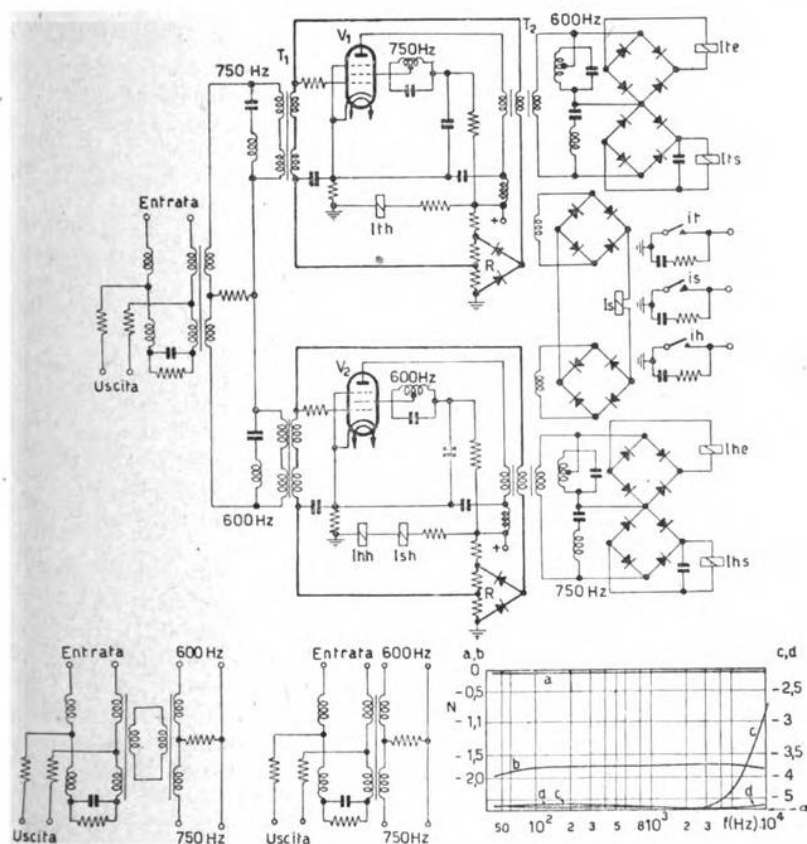 T1
V1
750Hz
T2
600Hz
Ite
750 Hz
Its
Entrata
Ith
+
R
it
Is
is
ih
Uscita
V2
600Hz
Ihe
600Hz
Ihh
Ish
+
R
750 Hz
Ihs
Entrata
600Hz
Uscita
750Hz
Entrata
600Hz
Uscita
750Hz
a,b
c,d
N
0
- 0,5
- 1,1
- 1,5
- 2,0
a
b
c
d
- 2,5
- 3
- 3,5
- 4
- 5
50
10²
2
3
5
8
10³
2
3
f(Hz)
10⁴